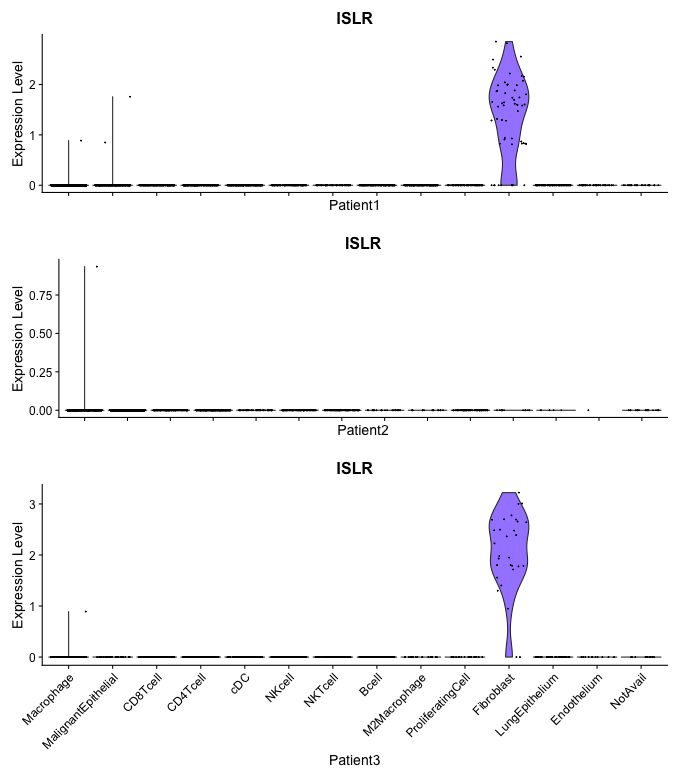 ISLR
Expression Level
2
1
0
Patient1
ISLR
Expression Level
0.75
0.50
0.25
0.00
Patient2
ISLR
Expression Level
3
2
1
0
Macrophage
MalignantEpithelial
CD8Tcell
CD4Tcell
cDC
NKcell
NKTcell
Bcell
M2Macrophage
ProliferatingCell
Fibroblast
LungEpithelium
Endothelium
NotAvail
Patient3